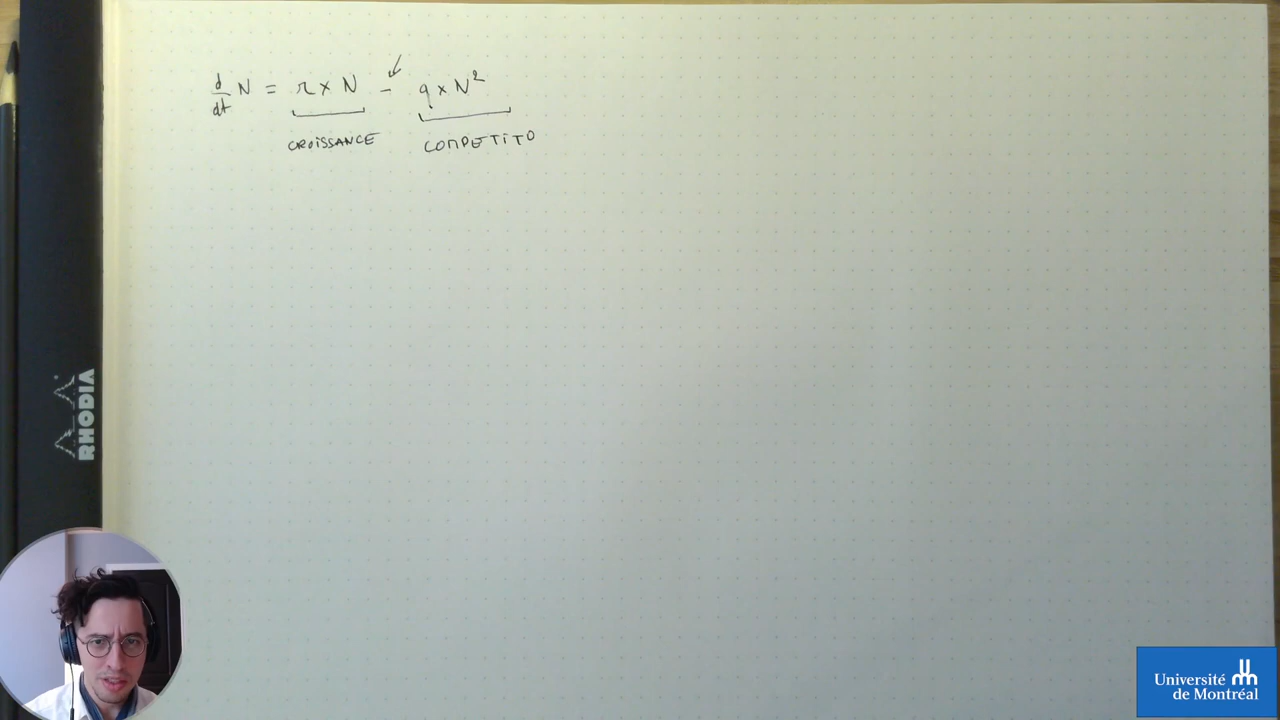 d/dt N = r × N - q × N²
CROISSANCE COMPETITO
RHODIA
Université
de Montréal